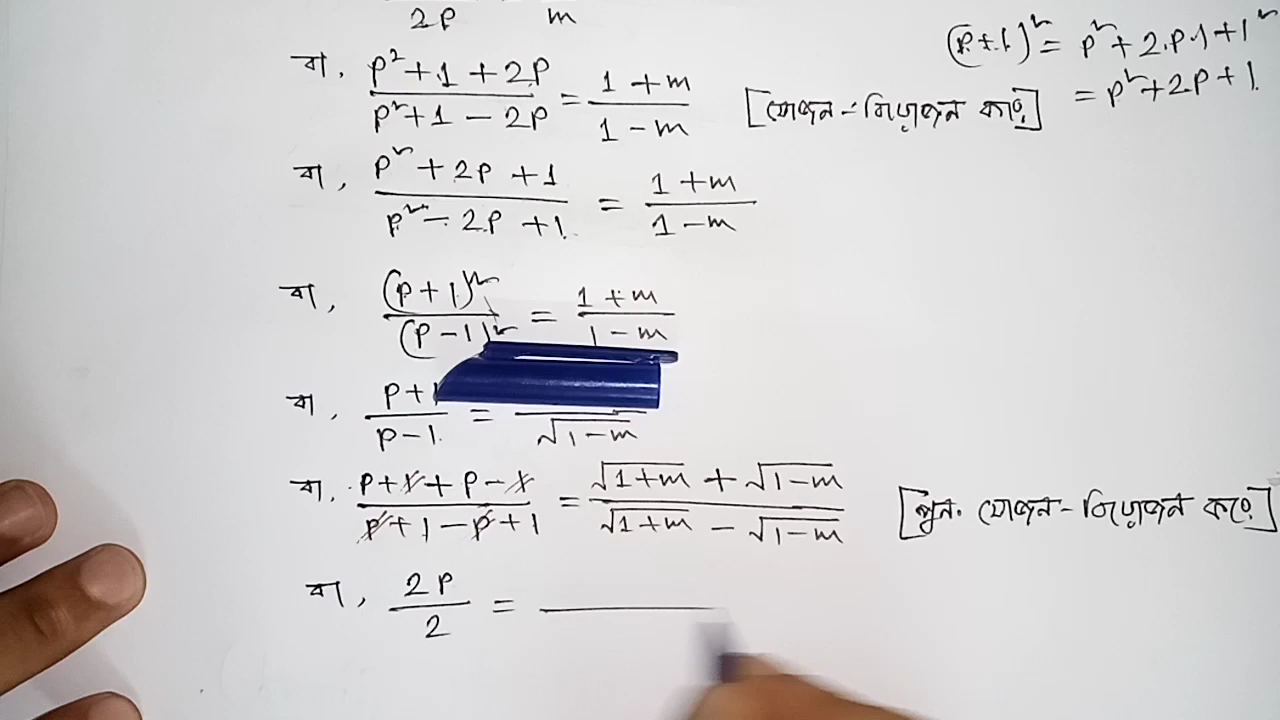 2p m
বা, p²+1+2p / p²+1-2p = 1+m / 1-m [যোজন-বিয়োজন করে]
(p+1)² = p²+2.p.1+1²
= p²+2p+1
বা, p²+2p+1 / p²-2p+1 = 1+m / 1-m
বা, (p+1)² / (p-1)² = 1+m / 1-m
বা, p+1 / p-1 = / √1-m
বা, p+1+p-1 / p+1-p+1 = √1+m + √1-m / √1+m - √1-m [পুন. যোজন-বিয়োজন করে]
বা, 2p / 2 =